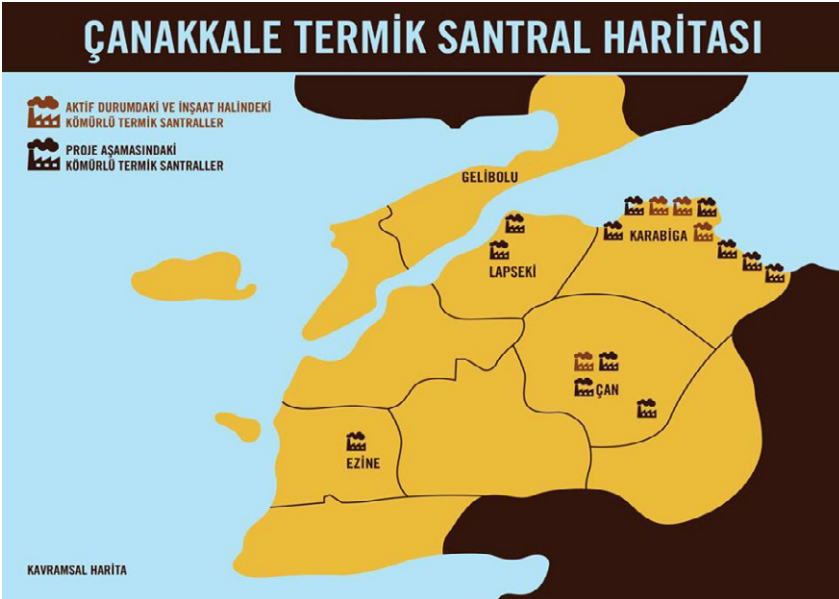 ÇANAKKALE TERMİK SANTRAL HARİTASI
AKTİF DURUMDAKİ VE İNŞAAT HALİNDEKİ
KÖMÜRLÜ TERMİK SANTRALLER
PROJE AŞAMASINDAKİ
KÖMÜRLÜ TERMİK SANTRALLER
GELİBOLU
KARABİGA
LAPSEKİ
ÇAN
EZİNE
KAVRAMSAL HARİTA